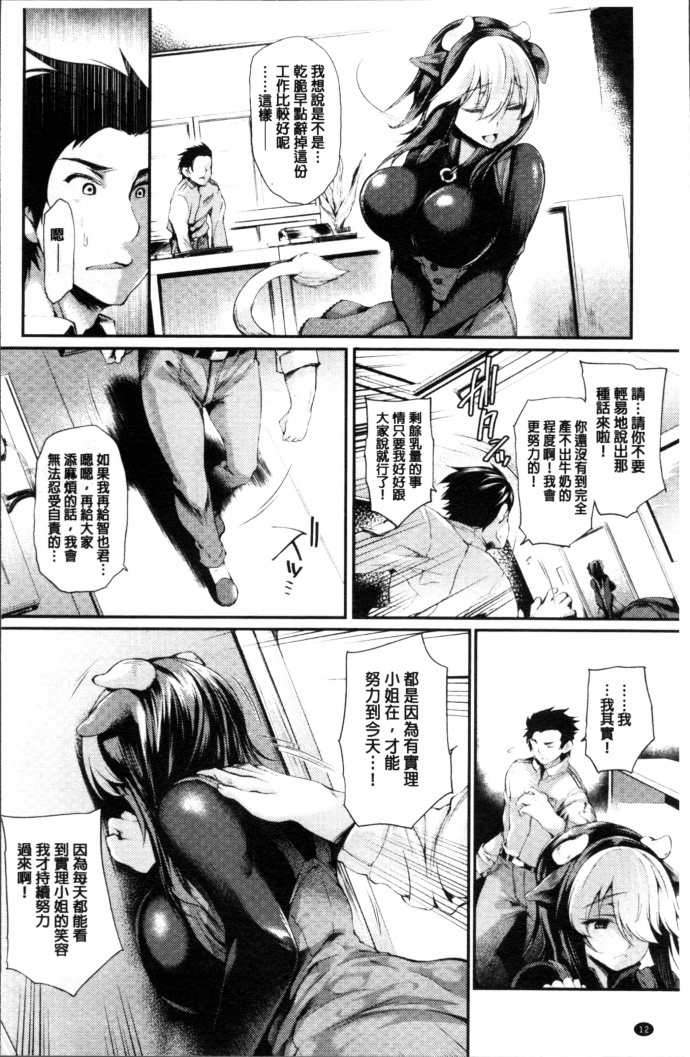 我想說是不是…
乾脆早點辭掉這份
工作比較好呢
……這樣——
嗯——
請…請你不要
輕易地說出那
種話來啦！
你還沒有到完全
產不出牛奶的
程度啊！我會
更努力的！
剩餘乳量的事
情只要我好好跟
大家說就行了！
如果我再給智也君…
嗯嗯，再給大家
添麻煩的話，我會
無法忍受自責的…
……我
…我其實！
都是因為有實理
小姐在，才能
努力到今天…！
因為每天都能看
到實理小姐的笑容
我才持續努力
過來啊！
12